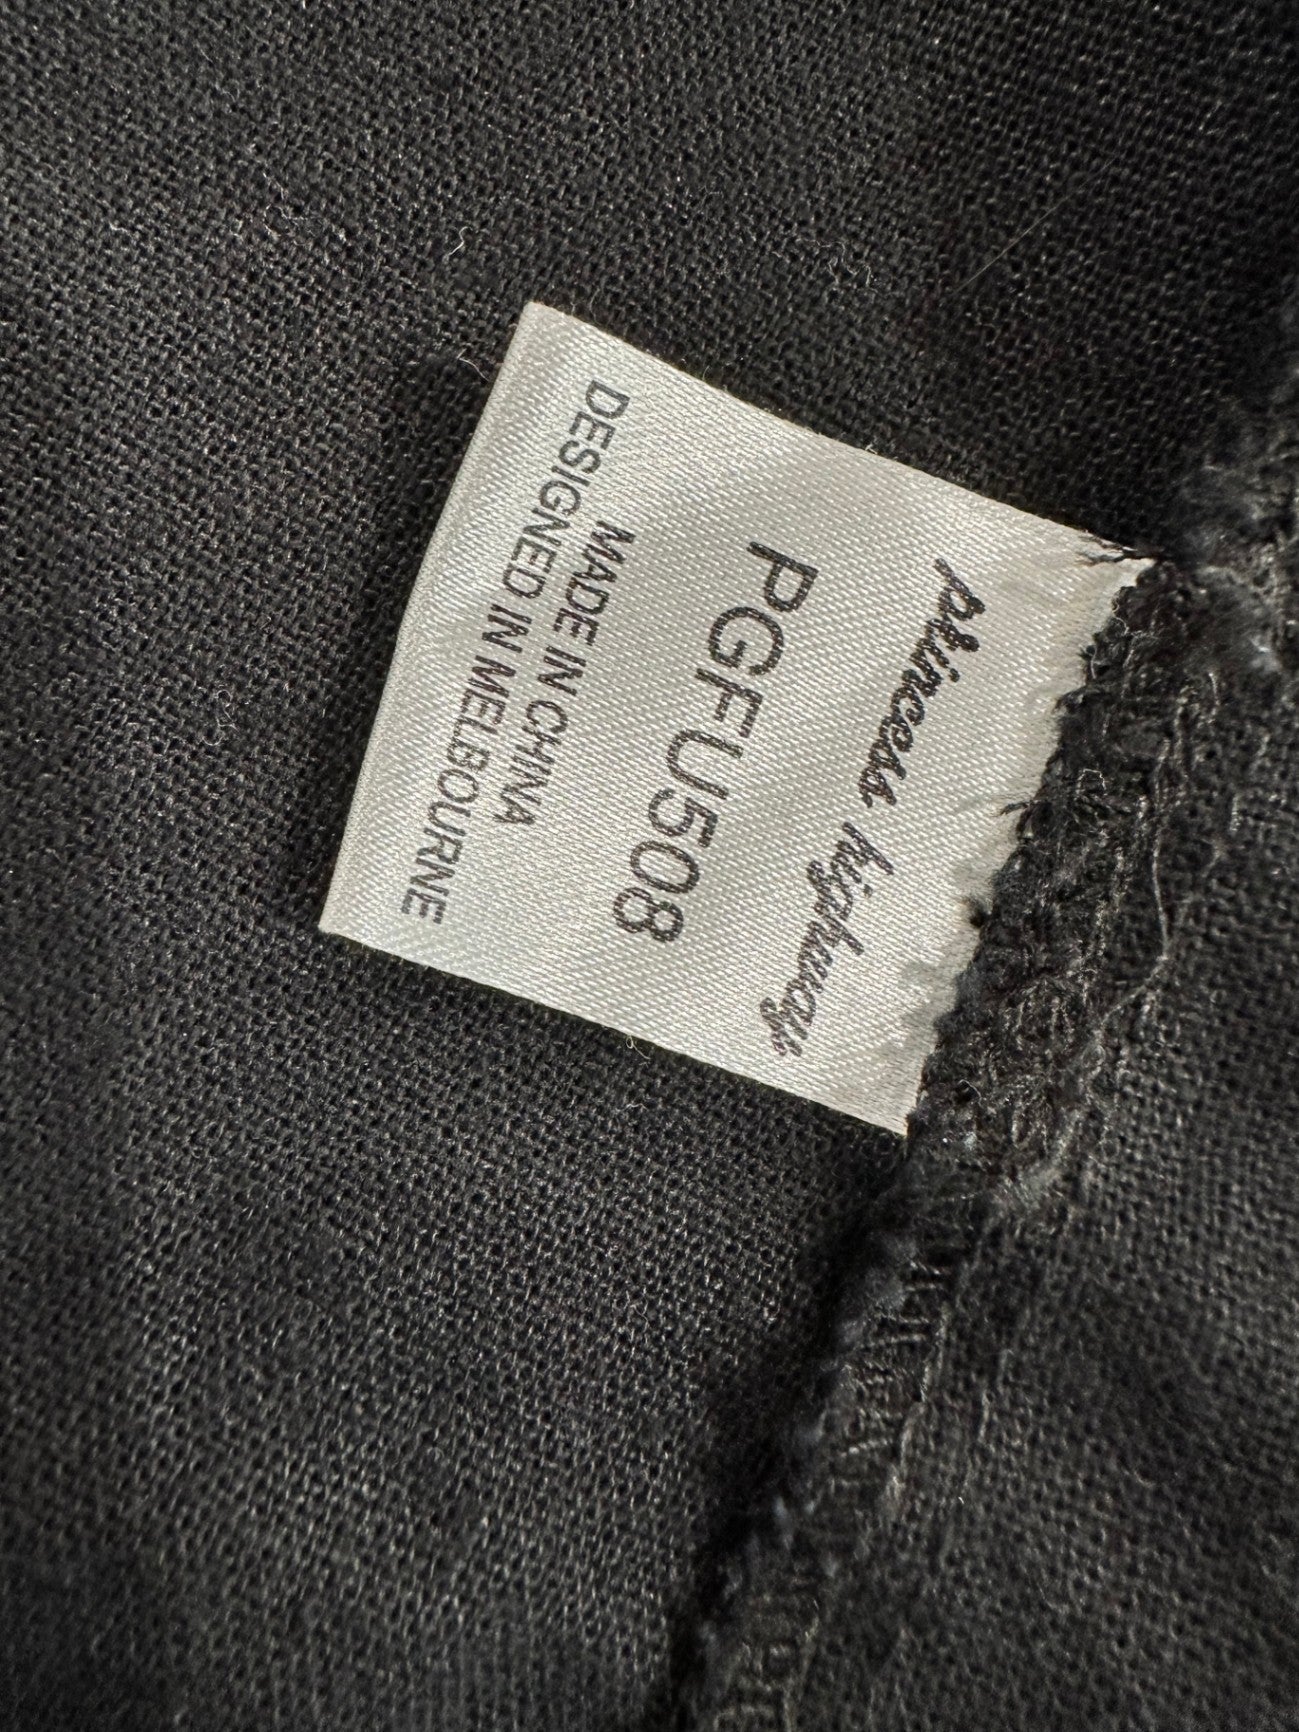 princess highway
PGFU508
MADE IN CHINA
DESIGNED IN MELBOURNE